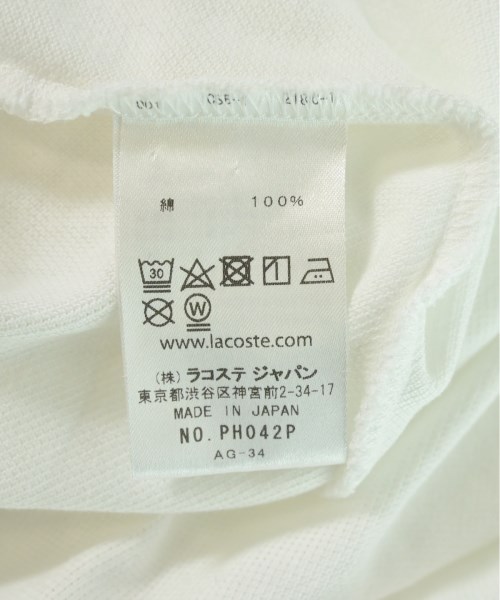 綿 100%
30
W
www.lacoste.com
(株) ラコステ ジャパン
東京都渋谷区神宮前2-34-17
MADE IN JAPAN
NO. PH042P
AG-34